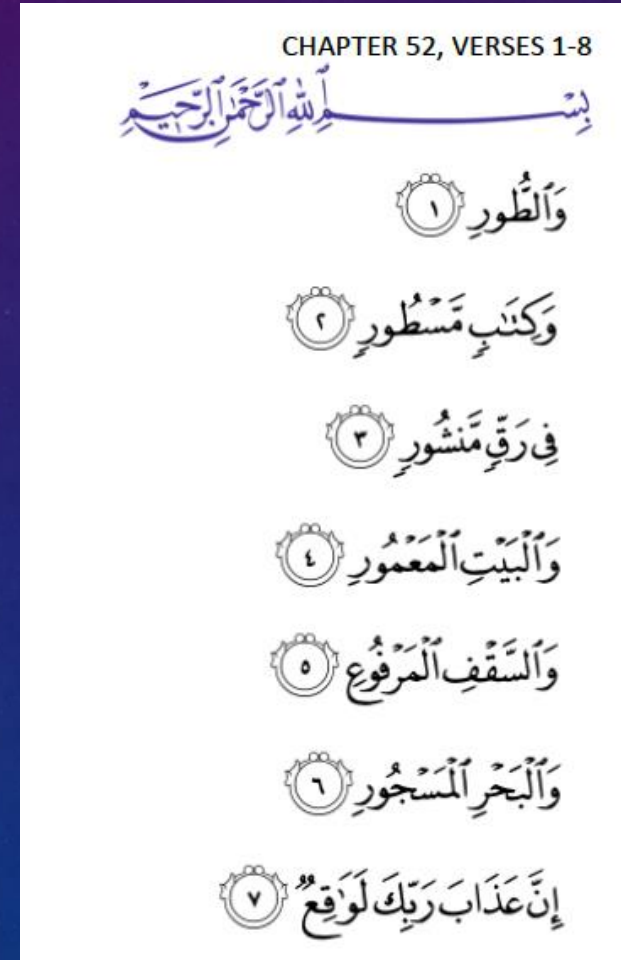 CHAPTER 52, VERSES 1-8
بِسْمِ ٱللَّهِ ٱلرَّحْمَٰنِ ٱلرَّحِيمِ
وَٱلطُّورِ ١
وَكِتَٰبٍ مَّسْطُورٍ ٢
فِى رَقٍّ مَّنشُورٍ ٣
وَٱلْبَيْتِ ٱلْمَعْمُورِ ٤
وَٱلسَّقْفِ ٱلْمَرْفُوعِ ٥
وَٱلْبَحْرِ ٱلْمَسْجُورِ ٦
إِنَّ عَذَابَ رَبِّكَ لَوَٰقِعٌ ٧